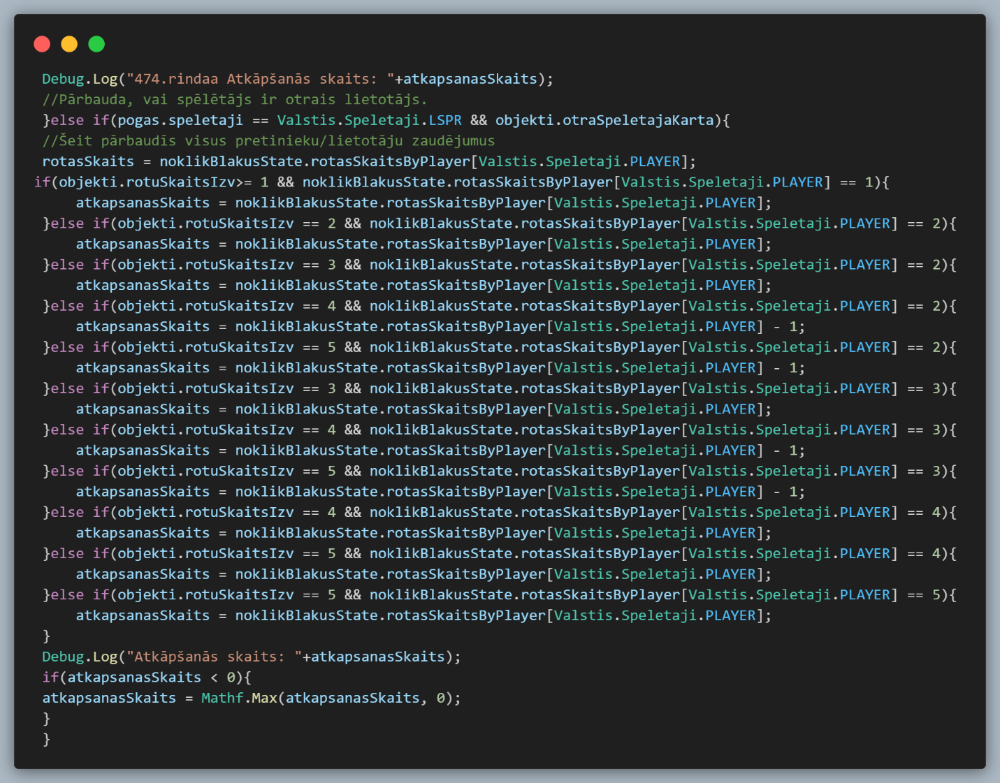 Debug.Log("474.rindaa Atkāpšanās skaits: "+atkapsanasSkaits);
//Pārbauda, vai spēlētājs ir otrais lietotājs.
}else if(pogas.speletaji == Valstis.Speletaji.LSPR && objekti.otraSpeletajaKarta){
//Šeit pārbaudīs visus pretinieku/lietotāju zaudējumus
rotasSkaits = noklikBlakusState.rotasSkaitsByPlayer[Valstis.Speletaji.PLAYER];
if(objekti.rotuSkaitsIzv>= 1 && noklikBlakusState.rotasSkaitsByPlayer[Valstis.Speletaji.PLAYER] == 1){
atkapsanasSkaits = noklikBlakusState.rotasSkaitsByPlayer[Valstis.Speletaji.PLAYER];
}else if(objekti.rotuSkaitsIzv == 2 && noklikBlakusState.rotasSkaitsByPlayer[Valstis.Speletaji.PLAYER] == 2){
atkapsanasSkaits = noklikBlakusState.rotasSkaitsByPlayer[Valstis.Speletaji.PLAYER];
}else if(objekti.rotuSkaitsIzv == 3 && noklikBlakusState.rotasSkaitsByPlayer[Valstis.Speletaji.PLAYER] == 2){
atkapsanasSkaits = noklikBlakusState.rotasSkaitsByPlayer[Valstis.Speletaji.PLAYER];
}else if(objekti.rotuSkaitsIzv == 4 && noklikBlakusState.rotasSkaitsByPlayer[Valstis.Speletaji.PLAYER] == 2){
atkapsanasSkaits = noklikBlakusState.rotasSkaitsByPlayer[Valstis.Speletaji.PLAYER] - 1;
}else if(objekti.rotuSkaitsIzv == 5 && noklikBlakusState.rotasSkaitsByPlayer[Valstis.Speletaji.PLAYER] == 2){
atkapsanasSkaits = noklikBlakusState.rotasSkaitsByPlayer[Valstis.Speletaji.PLAYER] - 1;
}else if(objekti.rotuSkaitsIzv == 3 && noklikBlakusState.rotasSkaitsByPlayer[Valstis.Speletaji.PLAYER] == 3){
atkapsanasSkaits = noklikBlakusState.rotasSkaitsByPlayer[Valstis.Speletaji.PLAYER];
}else if(objekti.rotuSkaitsIzv == 4 && noklikBlakusState.rotasSkaitsByPlayer[Valstis.Speletaji.PLAYER] == 3){
atkapsanasSkaits = noklikBlakusState.rotasSkaitsByPlayer[Valstis.Speletaji.PLAYER] - 1;
}else if(objekti.rotuSkaitsIzv == 5 && noklikBlakusState.rotasSkaitsByPlayer[Valstis.Speletaji.PLAYER] == 3){
atkapsanasSkaits = noklikBlakusState.rotasSkaitsByPlayer[Valstis.Speletaji.PLAYER] - 1;
}else if(objekti.rotuSkaitsIzv == 4 && noklikBlakusState.rotasSkaitsByPlayer[Valstis.Speletaji.PLAYER] == 4){
atkapsanasSkaits = noklikBlakusState.rotasSkaitsByPlayer[Valstis.Speletaji.PLAYER];
}else if(objekti.rotuSkaitsIzv == 5 && noklikBlakusState.rotasSkaitsByPlayer[Valstis.Speletaji.PLAYER] == 4){
atkapsanasSkaits = noklikBlakusState.rotasSkaitsByPlayer[Valstis.Speletaji.PLAYER];
}else if(objekti.rotuSkaitsIzv == 5 && noklikBlakusState.rotasSkaitsByPlayer[Valstis.Speletaji.PLAYER] == 5){
atkapsanasSkaits = noklikBlakusState.rotasSkaitsByPlayer[Valstis.Speletaji.PLAYER];
}
Debug.Log("Atkāpšanās skaits: "+atkapsanasSkaits);
if(atkapsanasSkaits < 0){
atkapsanasSkaits = Mathf.Max(atkapsanasSkaits, 0);
}
}